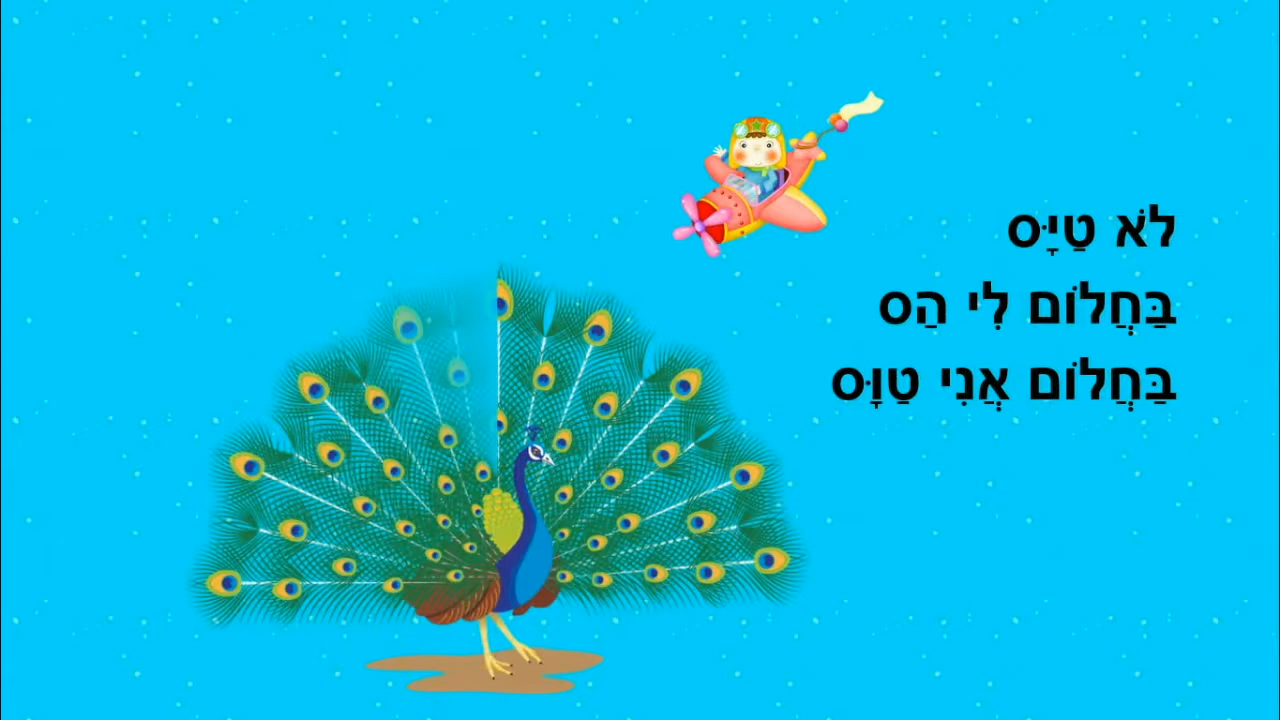 לֹא טַיָּס
בַּחֲלוֹם לִי הַס
בַּחֲלוֹם אֲנִי טַוָּס